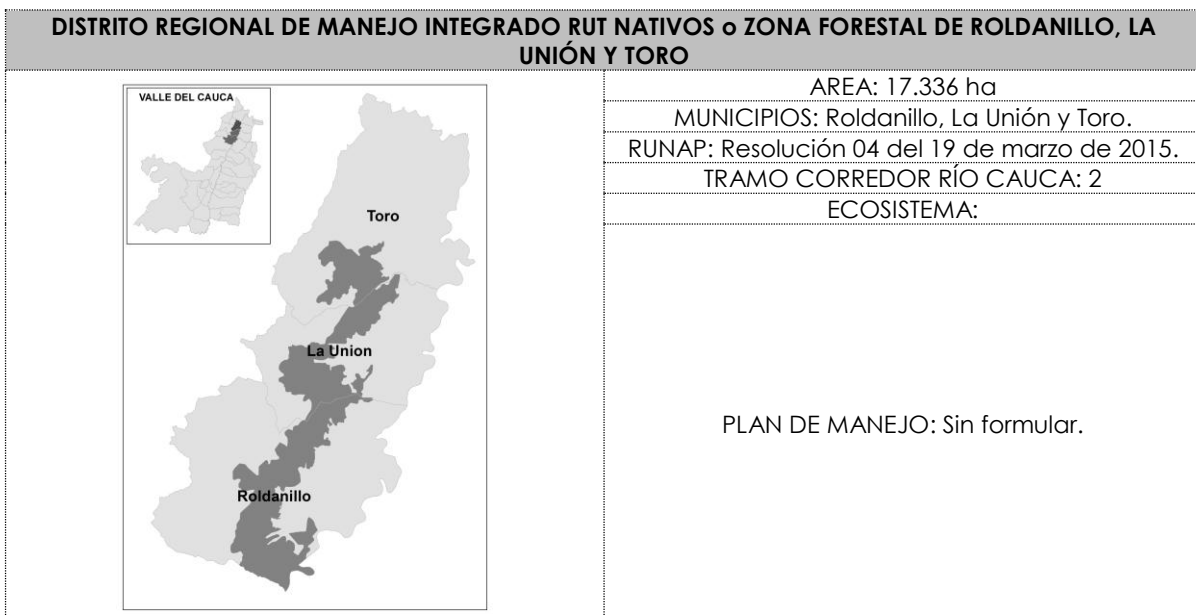 DISTRITO REGIONAL DE MANEJO INTEGRADO RUT NATIVOS o ZONA FORESTAL DE ROLDANILLO, LA
UNIÓN Y TORO
VALLE DEL CAUCA
Toro
La Union
Roldanillo
AREA: 17.336 ha
MUNICIPIOS: Roldanillo, La Unión y Toro.
RUNAP: Resolución 04 del 19 de marzo de 2015.
TRAMO CORREDOR RÍO CAUCA: 2
ECOSISTEMA:
PLAN DE MANEJO: Sin formular.